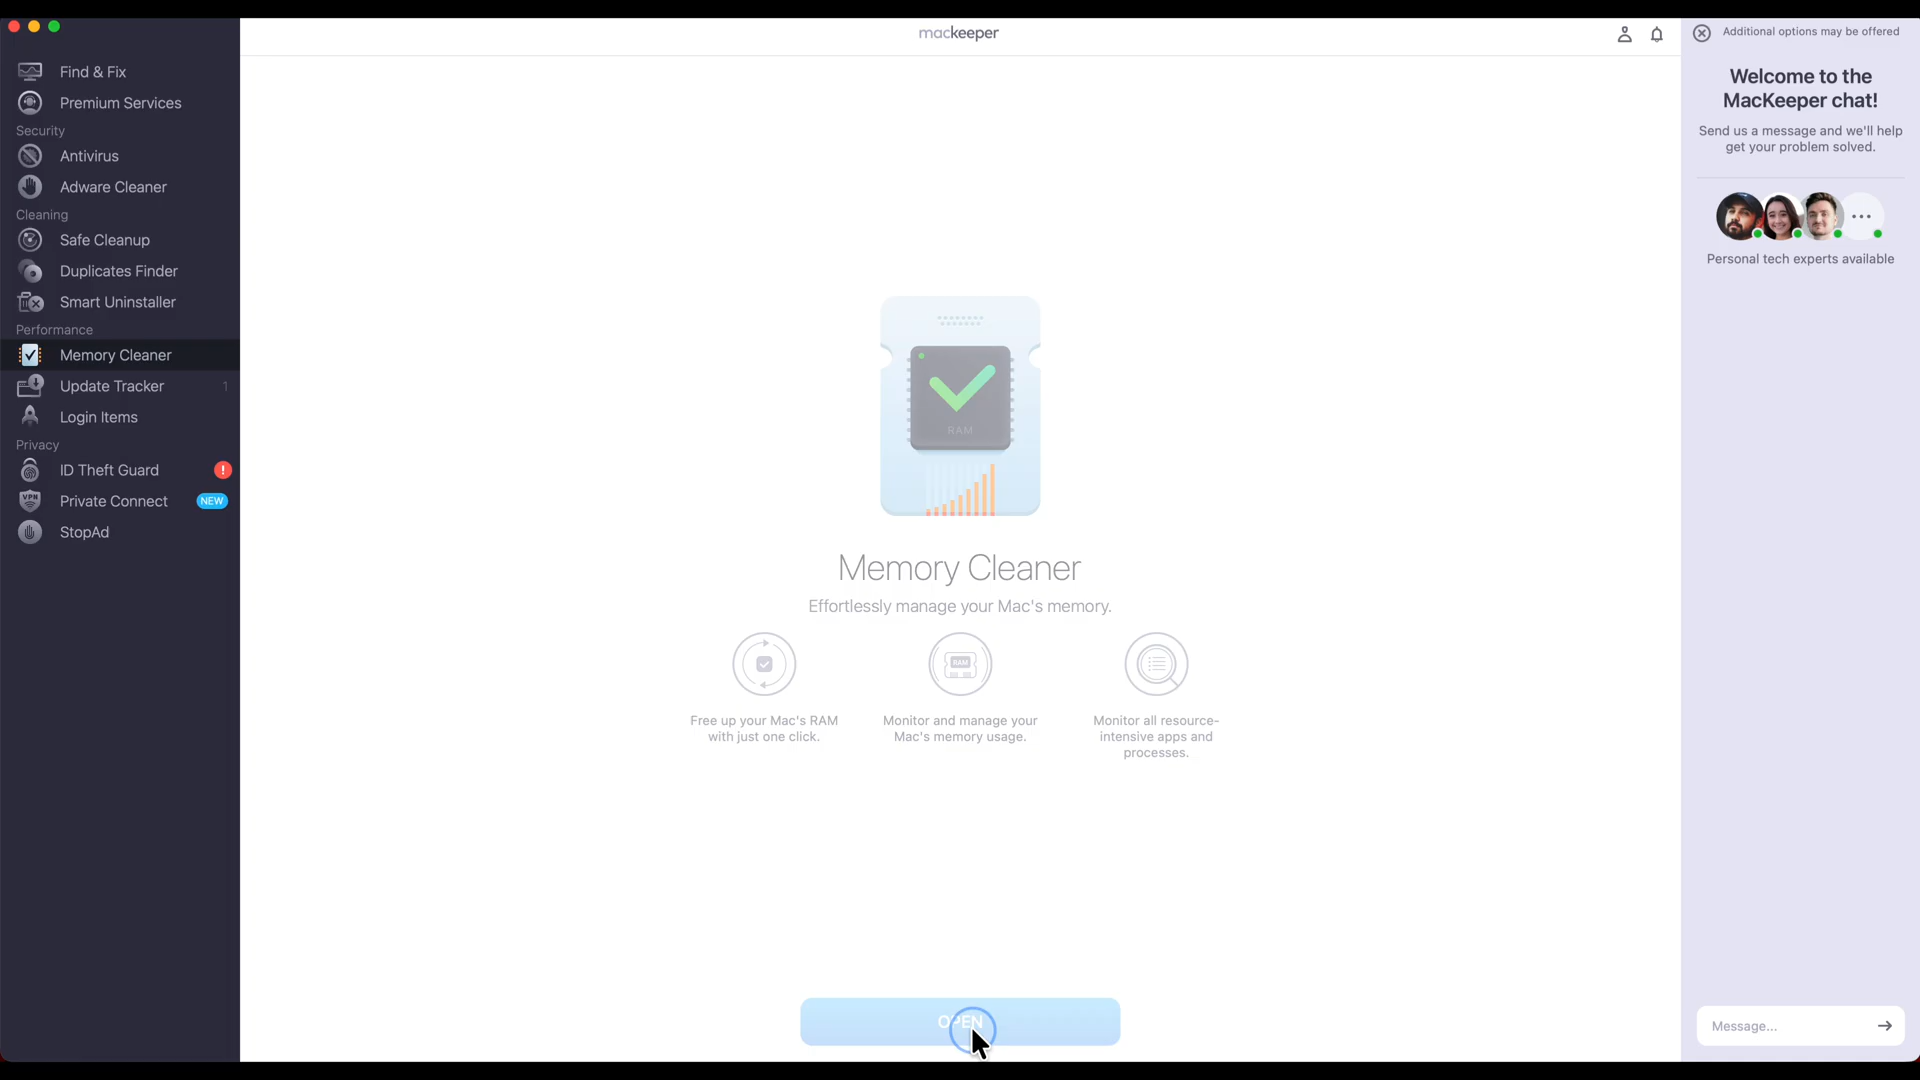 mackeeper
Find & Fix
Premium Services
Security
Antivirus
Adware Cleaner
Cleaning
Safe Cleanup
Duplicates Finder
Smart Uninstaller
Performance
Memory Cleaner
Update Tracker 1
Login Items
Privacy
ID Theft Guard !
VPN
Private Connect NEW
StopAd
RAM
Memory Cleaner
Effortlessly manage your Mac's memory.
RAM
Free up your Mac's RAM
with just one click.
Monitor and manage your
Mac's memory usage.
Monitor all resource-
intensive apps and
processes.
OPEN
Additional options may be offered
Welcome to the
MacKeeper chat!
Send us a message and we'll help
get your problem solved.
Personal tech experts available
Message...